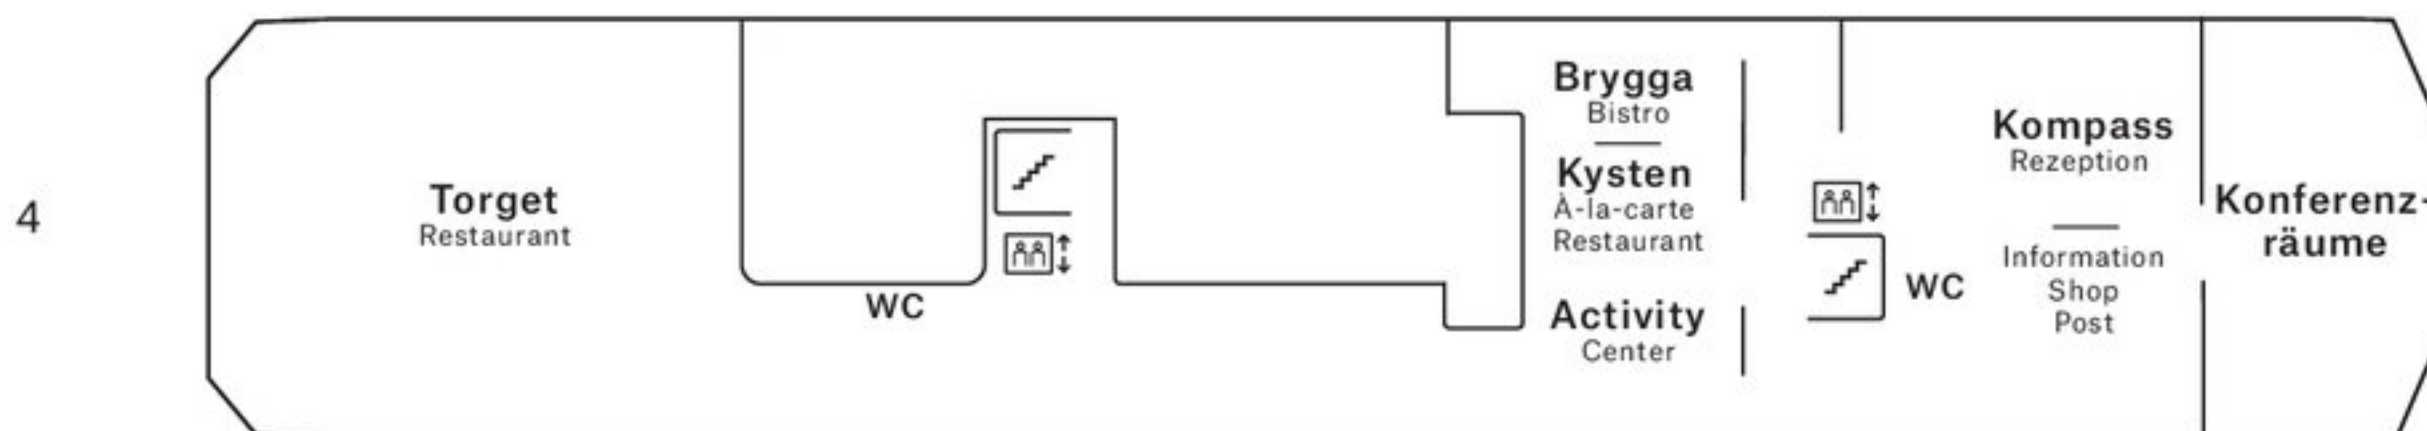 4
Torget
Restaurant
WC
Brygga
Bistro
Kysten
À-la-carte
Restaurant
Activity
Center
WC
Kompass
Rezeption
Information
Shop
Post
Konferenz-
räume